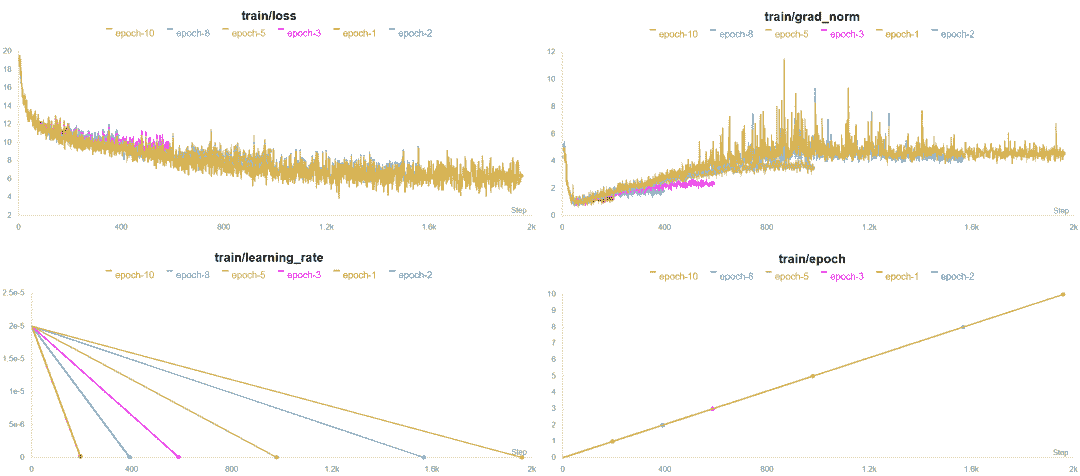 train/loss
epoch-10 epoch-8 epoch-5 epoch-3 epoch-1 epoch-2
20
18
16
14
12
10
8
6
4
2
Step
0 400 800 1.2k 1.6k 2k
train/grad_norm
epoch-10 epoch-8 epoch-5 epoch-3 epoch-1 epoch-2
12
10
8
6
4
2
0
Step
0 400 800 1.2k 1.6k 2k
train/learning_rate
epoch-10 epoch-8 epoch-5 epoch-3 epoch-1 epoch-2
2.5e-5
2e-5
1.5e-5
1e-5
5e-6
0
Step
0 400 800 1.2k 1.6k 2k
train/epoch
epoch-10 epoch-8 epoch-5 epoch-3 epoch-1 epoch-2
10
9
8
7
6
5
4
3
2
1
0
Step
0 400 800 1.2k 1.6k 2k